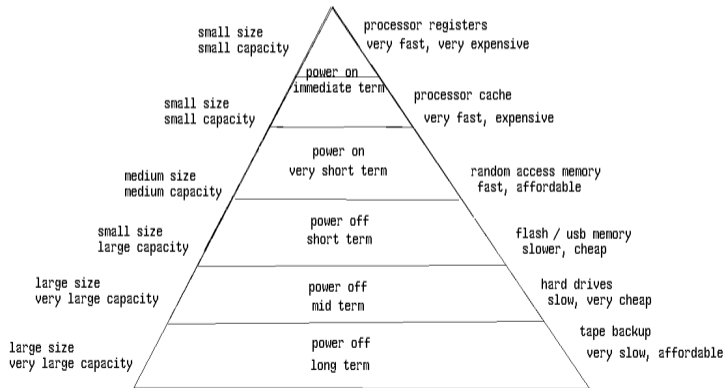 small size
small capacity
processor registers
very fast, very expensive
power on
immediate term
small size
small capacity
processor cache
very fast, expensive
power on
very short term
medium size
medium capacity
random access memory
fast, affordable
power off
short term
small size
large capacity
flash / usb memory
slower, cheap
power off
mid term
large size
very large capacity
hard drives
slow, very cheap
power off
long term
large size
very large capacity
tape backup
very slow, affordable